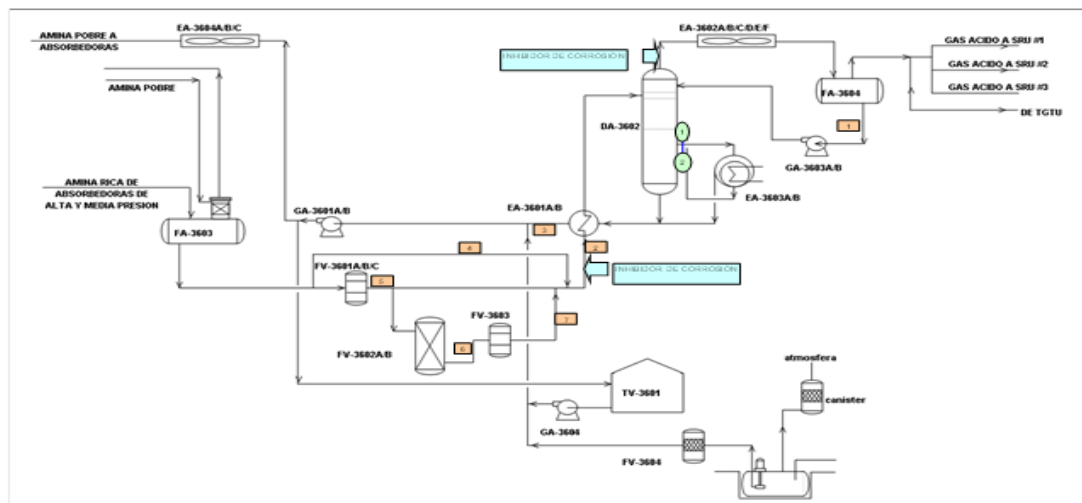 EA-3604A/B/C
AMINA POBRE A
ABSORBEDORAS
AMINA POBRE
AMINA RICA DE
ABSORBEDORAS DE
ALTA Y MEDIA PRESION
FA-3603
GA-3601A/B
EA-3601A/B
3
2
4
FV-3601A/B/C
5
FV-3603
7
6
FV-3602A/B
INHIBIDOR DE CORROSION
EA-3602A/B/C/D/E/F
INHIBIDOR DE CORROSION
DA-3602
1
2
EA-3603A/B
FA-3604
1
GA-3603A/B
GAS ACIDO A SRU #1
GAS ACIDO A SRU #2
GAS ACIDO A SRU #3
DE TGTU
TV-3601
GA-3604
FV-3604
atmosfera
canister